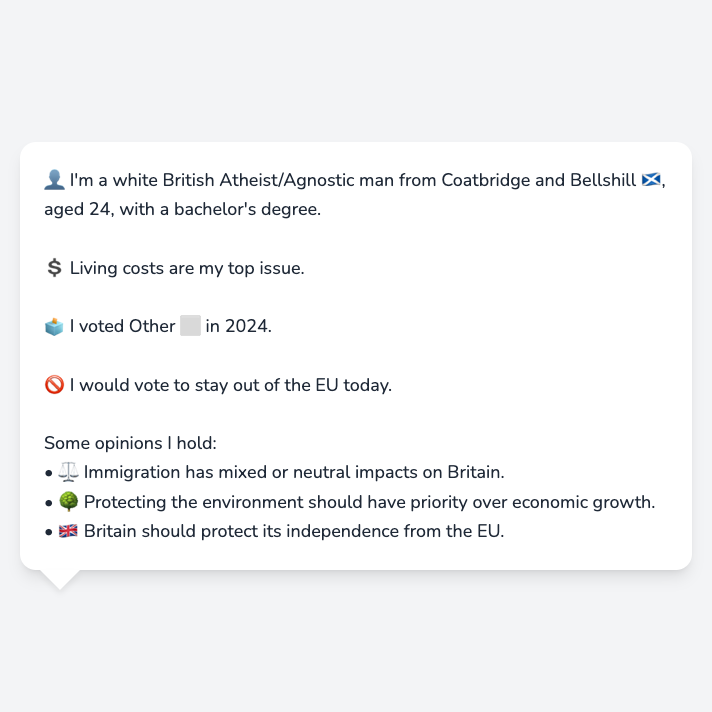 👤 I'm a white British Atheist/Agnostic man from Coatbridge and Bellshill 🏴󠁧󠁢󠁳󠁣󠁴󠁿,
aged 24, with a bachelor's degree.
💲 Living costs are my top issue.
🗳️ I voted Other ⬜ in 2024.
🚫 I would vote to stay out of the EU today.
Some opinions I hold:
• ⚖️ Immigration has mixed or neutral impacts on Britain.
• 🌳 Protecting the environment should have priority over economic growth.
• 🇬🇧 Britain should protect its independence from the EU.